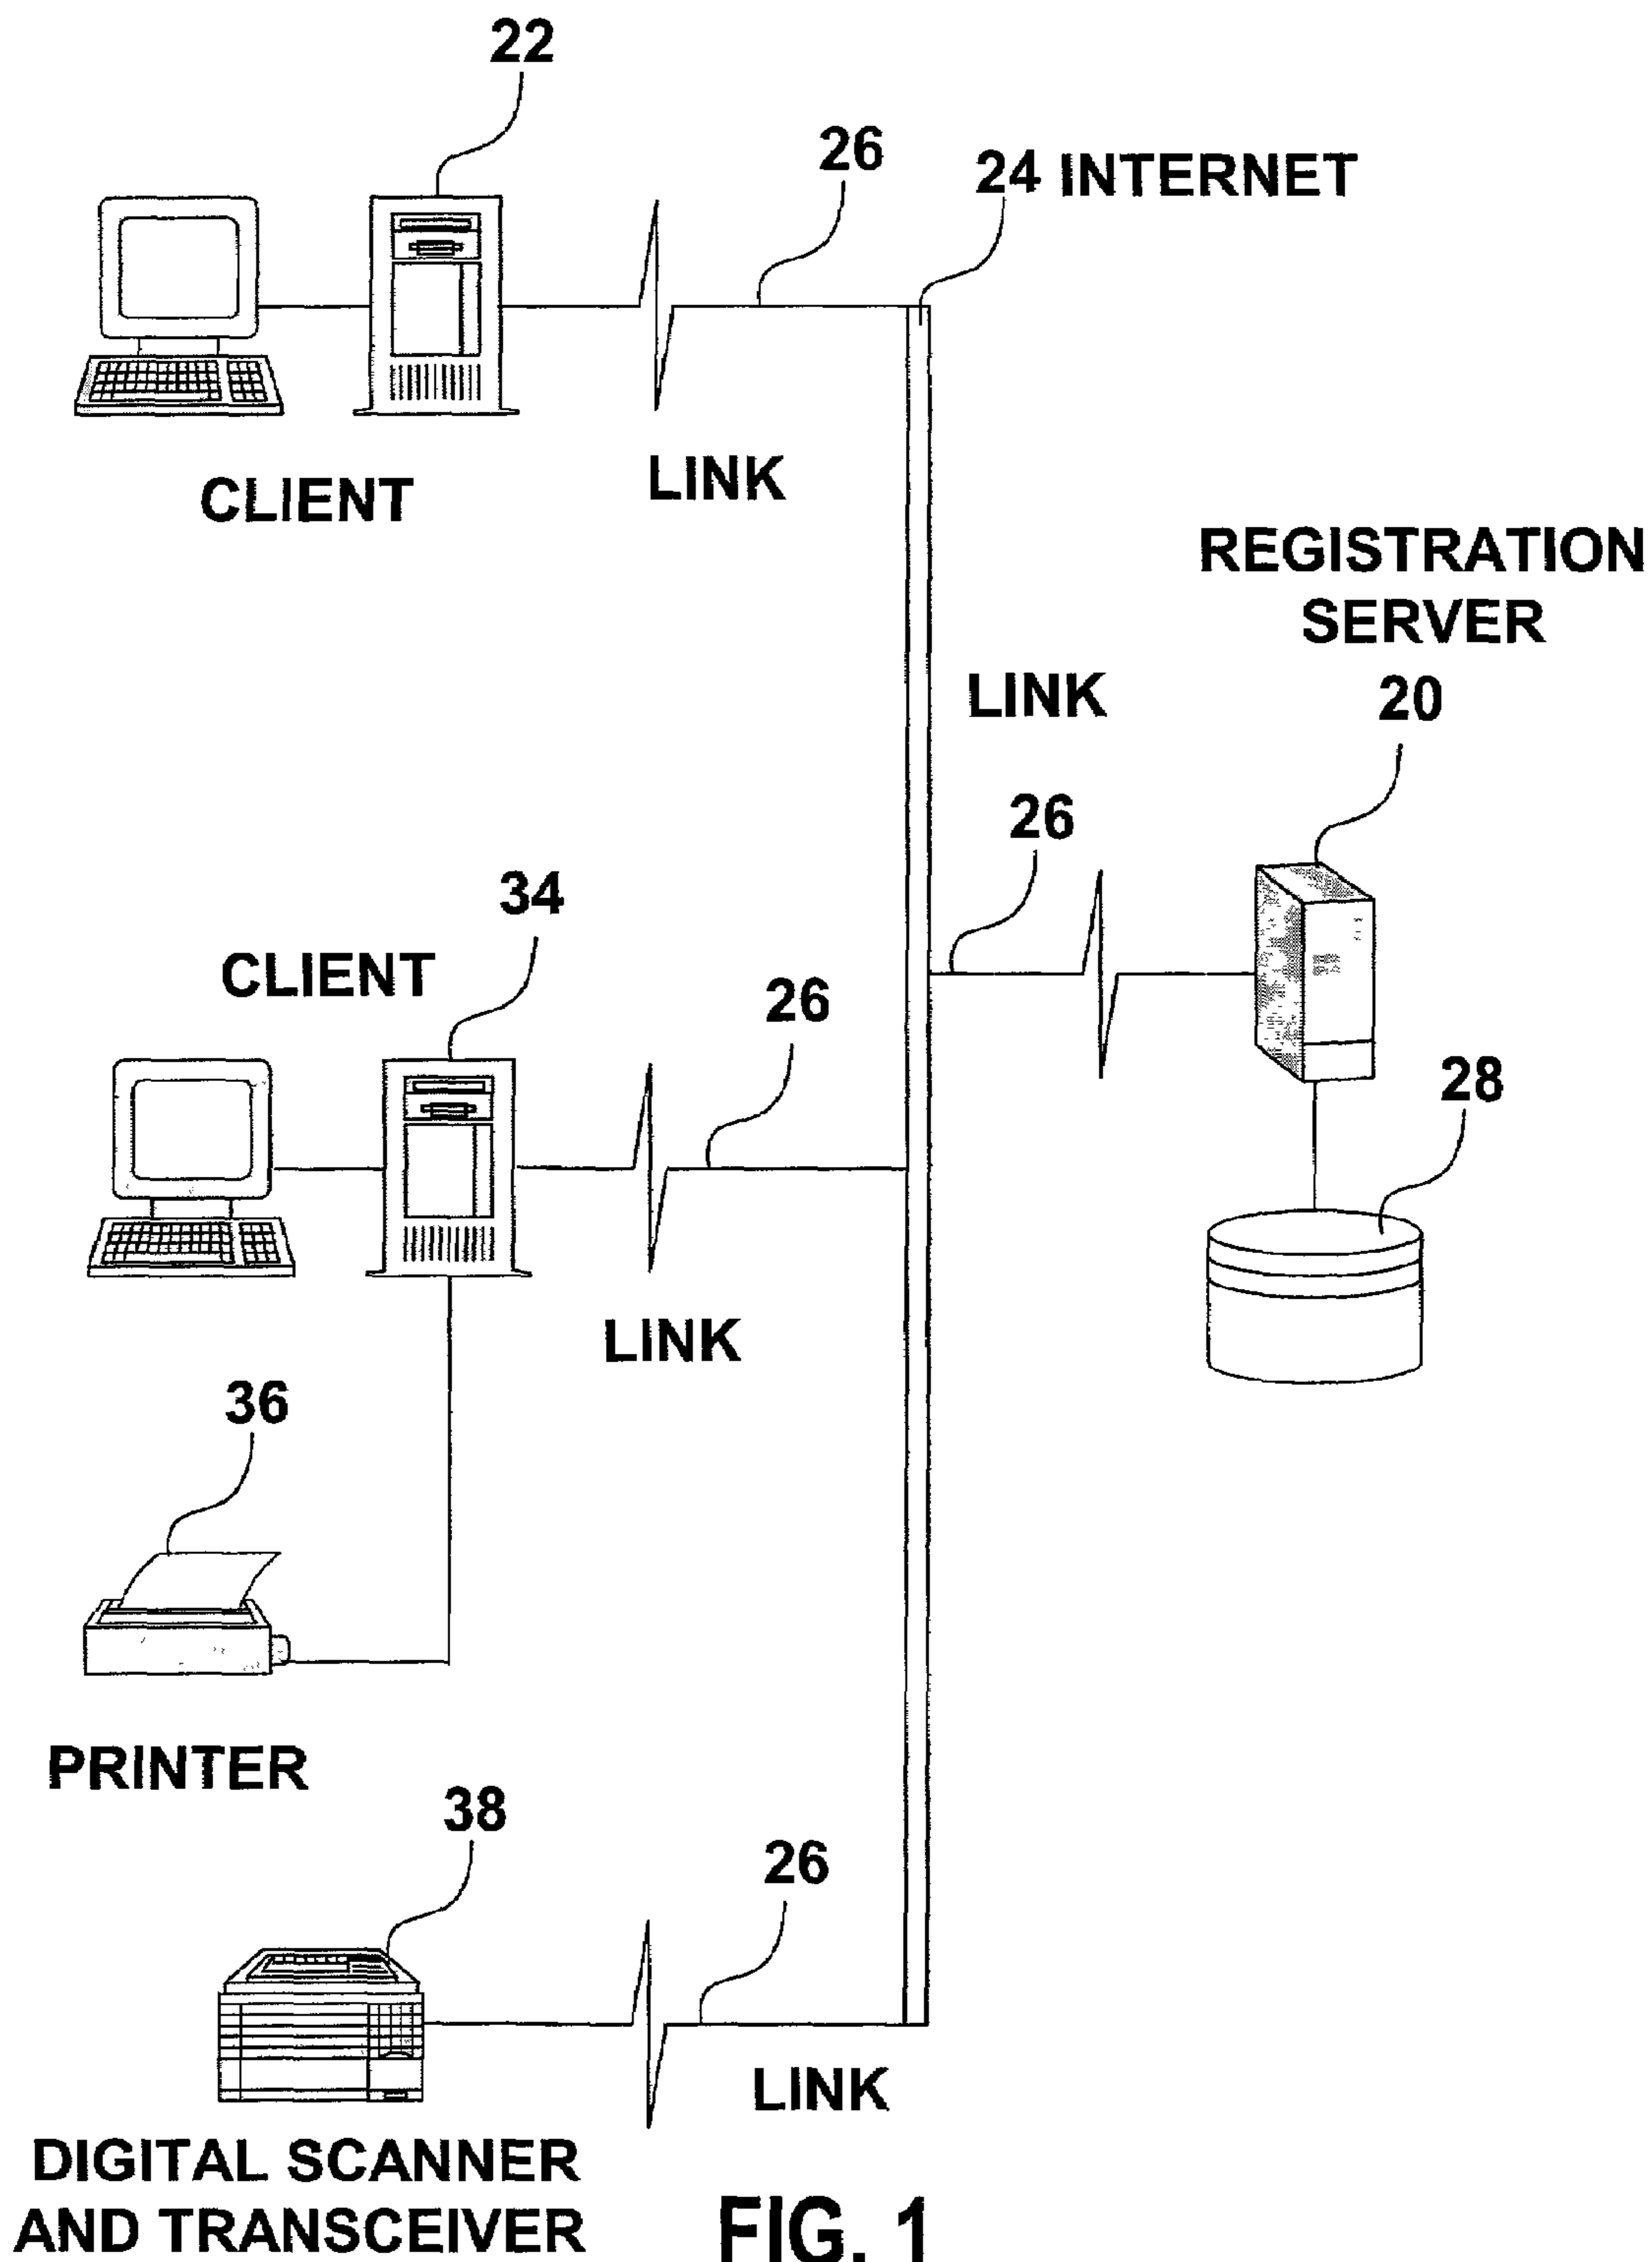 22
26
24 INTERNET
CLIENT
LINK
REGISTRATION
SERVER
20
LINK
26
34
CLIENT
26
28
LINK
36
PRINTER
38
26
LINK
DIGITAL SCANNER
AND TRANSCEIVER
FIG. 1